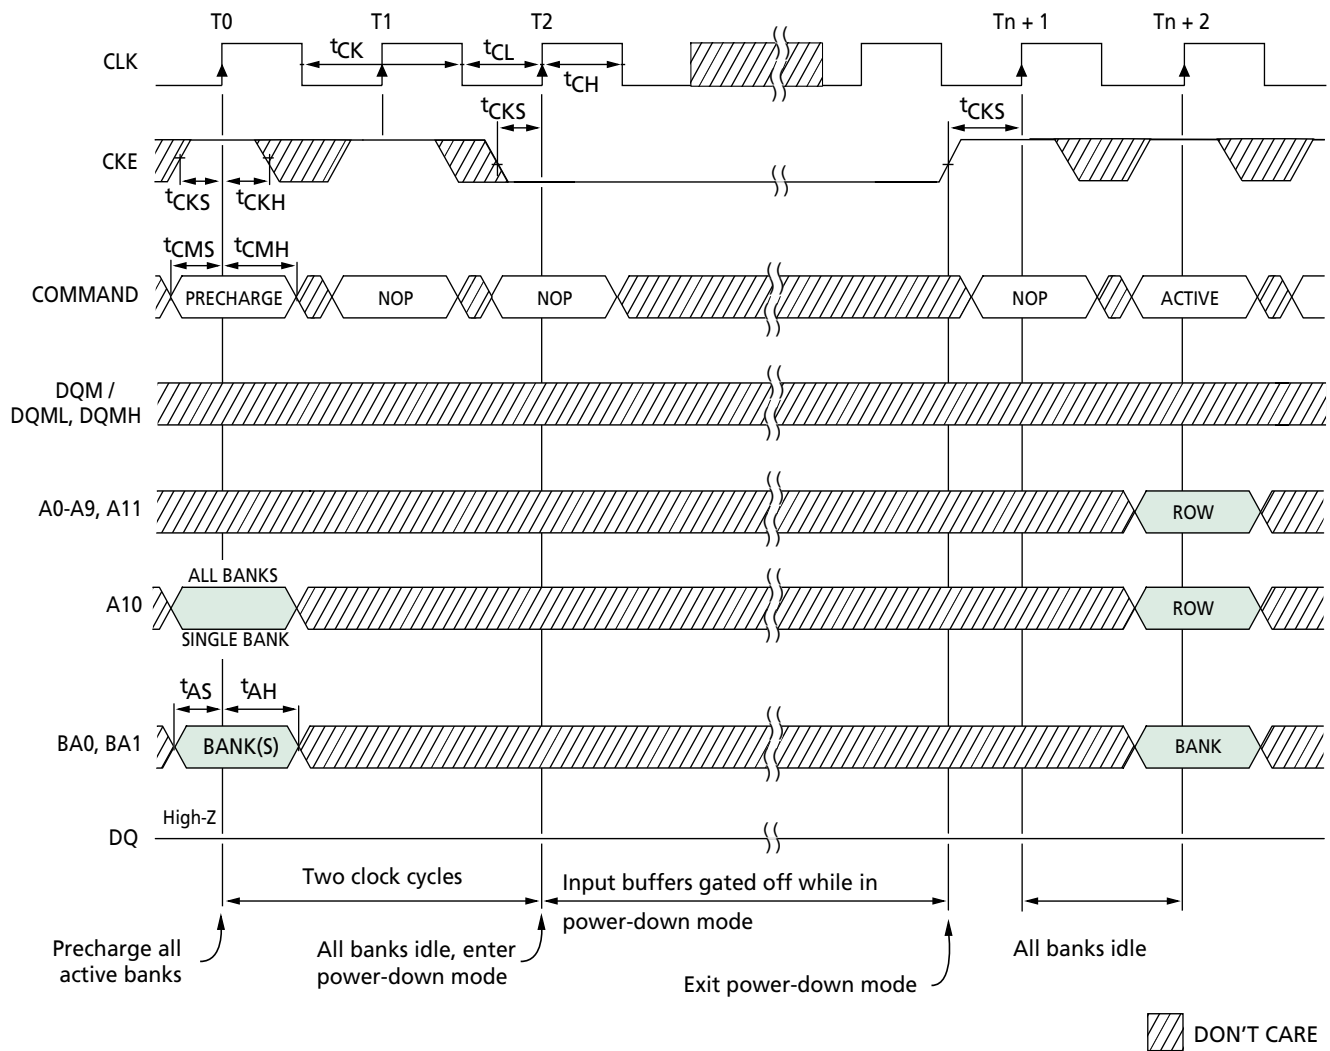 T0 T1 T2 Tn + 1 Tn + 2
CLK
tCK
tCL
tCH
tCKS
tCKS
CKE
tCKS
tCKH
tCMS
tCMH
COMMAND
PRECHARGE
NOP
NOP
NOP
ACTIVE
DQM /
DQML, DQMH
A0-A9, A11
ROW
ALL BANKS
A10
ROW
SINGLE BANK
tAS
tAH
BA0, BA1
BANK(S)
BANK
High-Z
DQ
Two clock cycles
Input buffers gated off while in
power-down mode
Precharge all
active banks
All banks idle, enter
power-down mode
Exit power-down mode
All banks idle
DON'T CARE